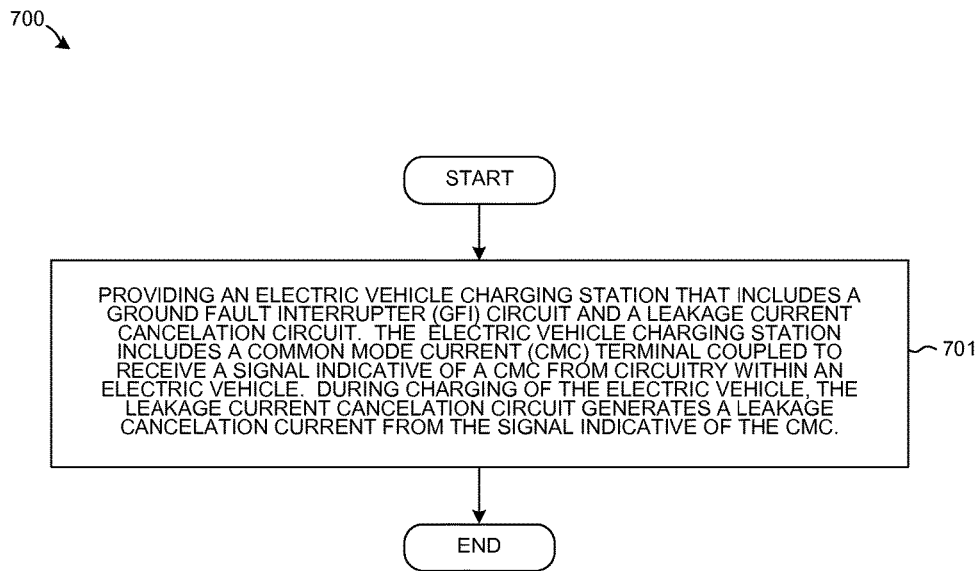 700
START
PROVIDING AN ELECTRIC VEHICLE CHARGING STATION THAT INCLUDES A
GROUND FAULT INTERRUPTER (GFI) CIRCUIT AND A LEAKAGE CURRENT
CANCELATION CIRCUIT. THE ELECTRIC VEHICLE CHARGING STATION
INCLUDES A COMMON MODE CURRENT (CMC) TERMINAL COUPLED TO
RECEIVE A SIGNAL INDICATIVE OF A CMC FROM CIRCUITRY WITHIN AN
ELECTRIC VEHICLE. DURING CHARGING OF THE ELECTRIC VEHICLE, THE
LEAKAGE CURRENT CANCELATION CIRCUIT GENERATES A LEAKAGE
CANCELATION CURRENT FROM THE SIGNAL INDICATIVE OF THE CMC.
701
END